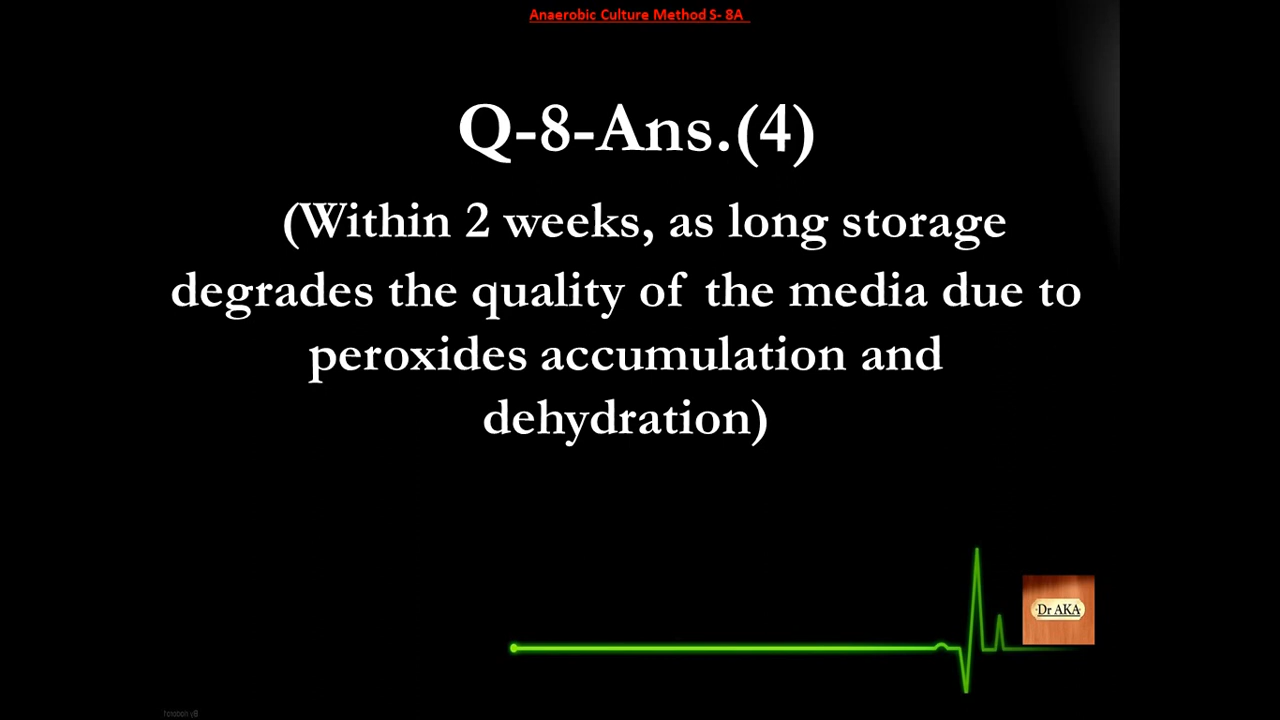 Anaerobic Culture Method S- 8A
Q-8-Ans.(4)
(Within 2 weeks, as long storage
degrades the quality of the media due to
peroxides accumulation and
dehydration)
Dr AKA